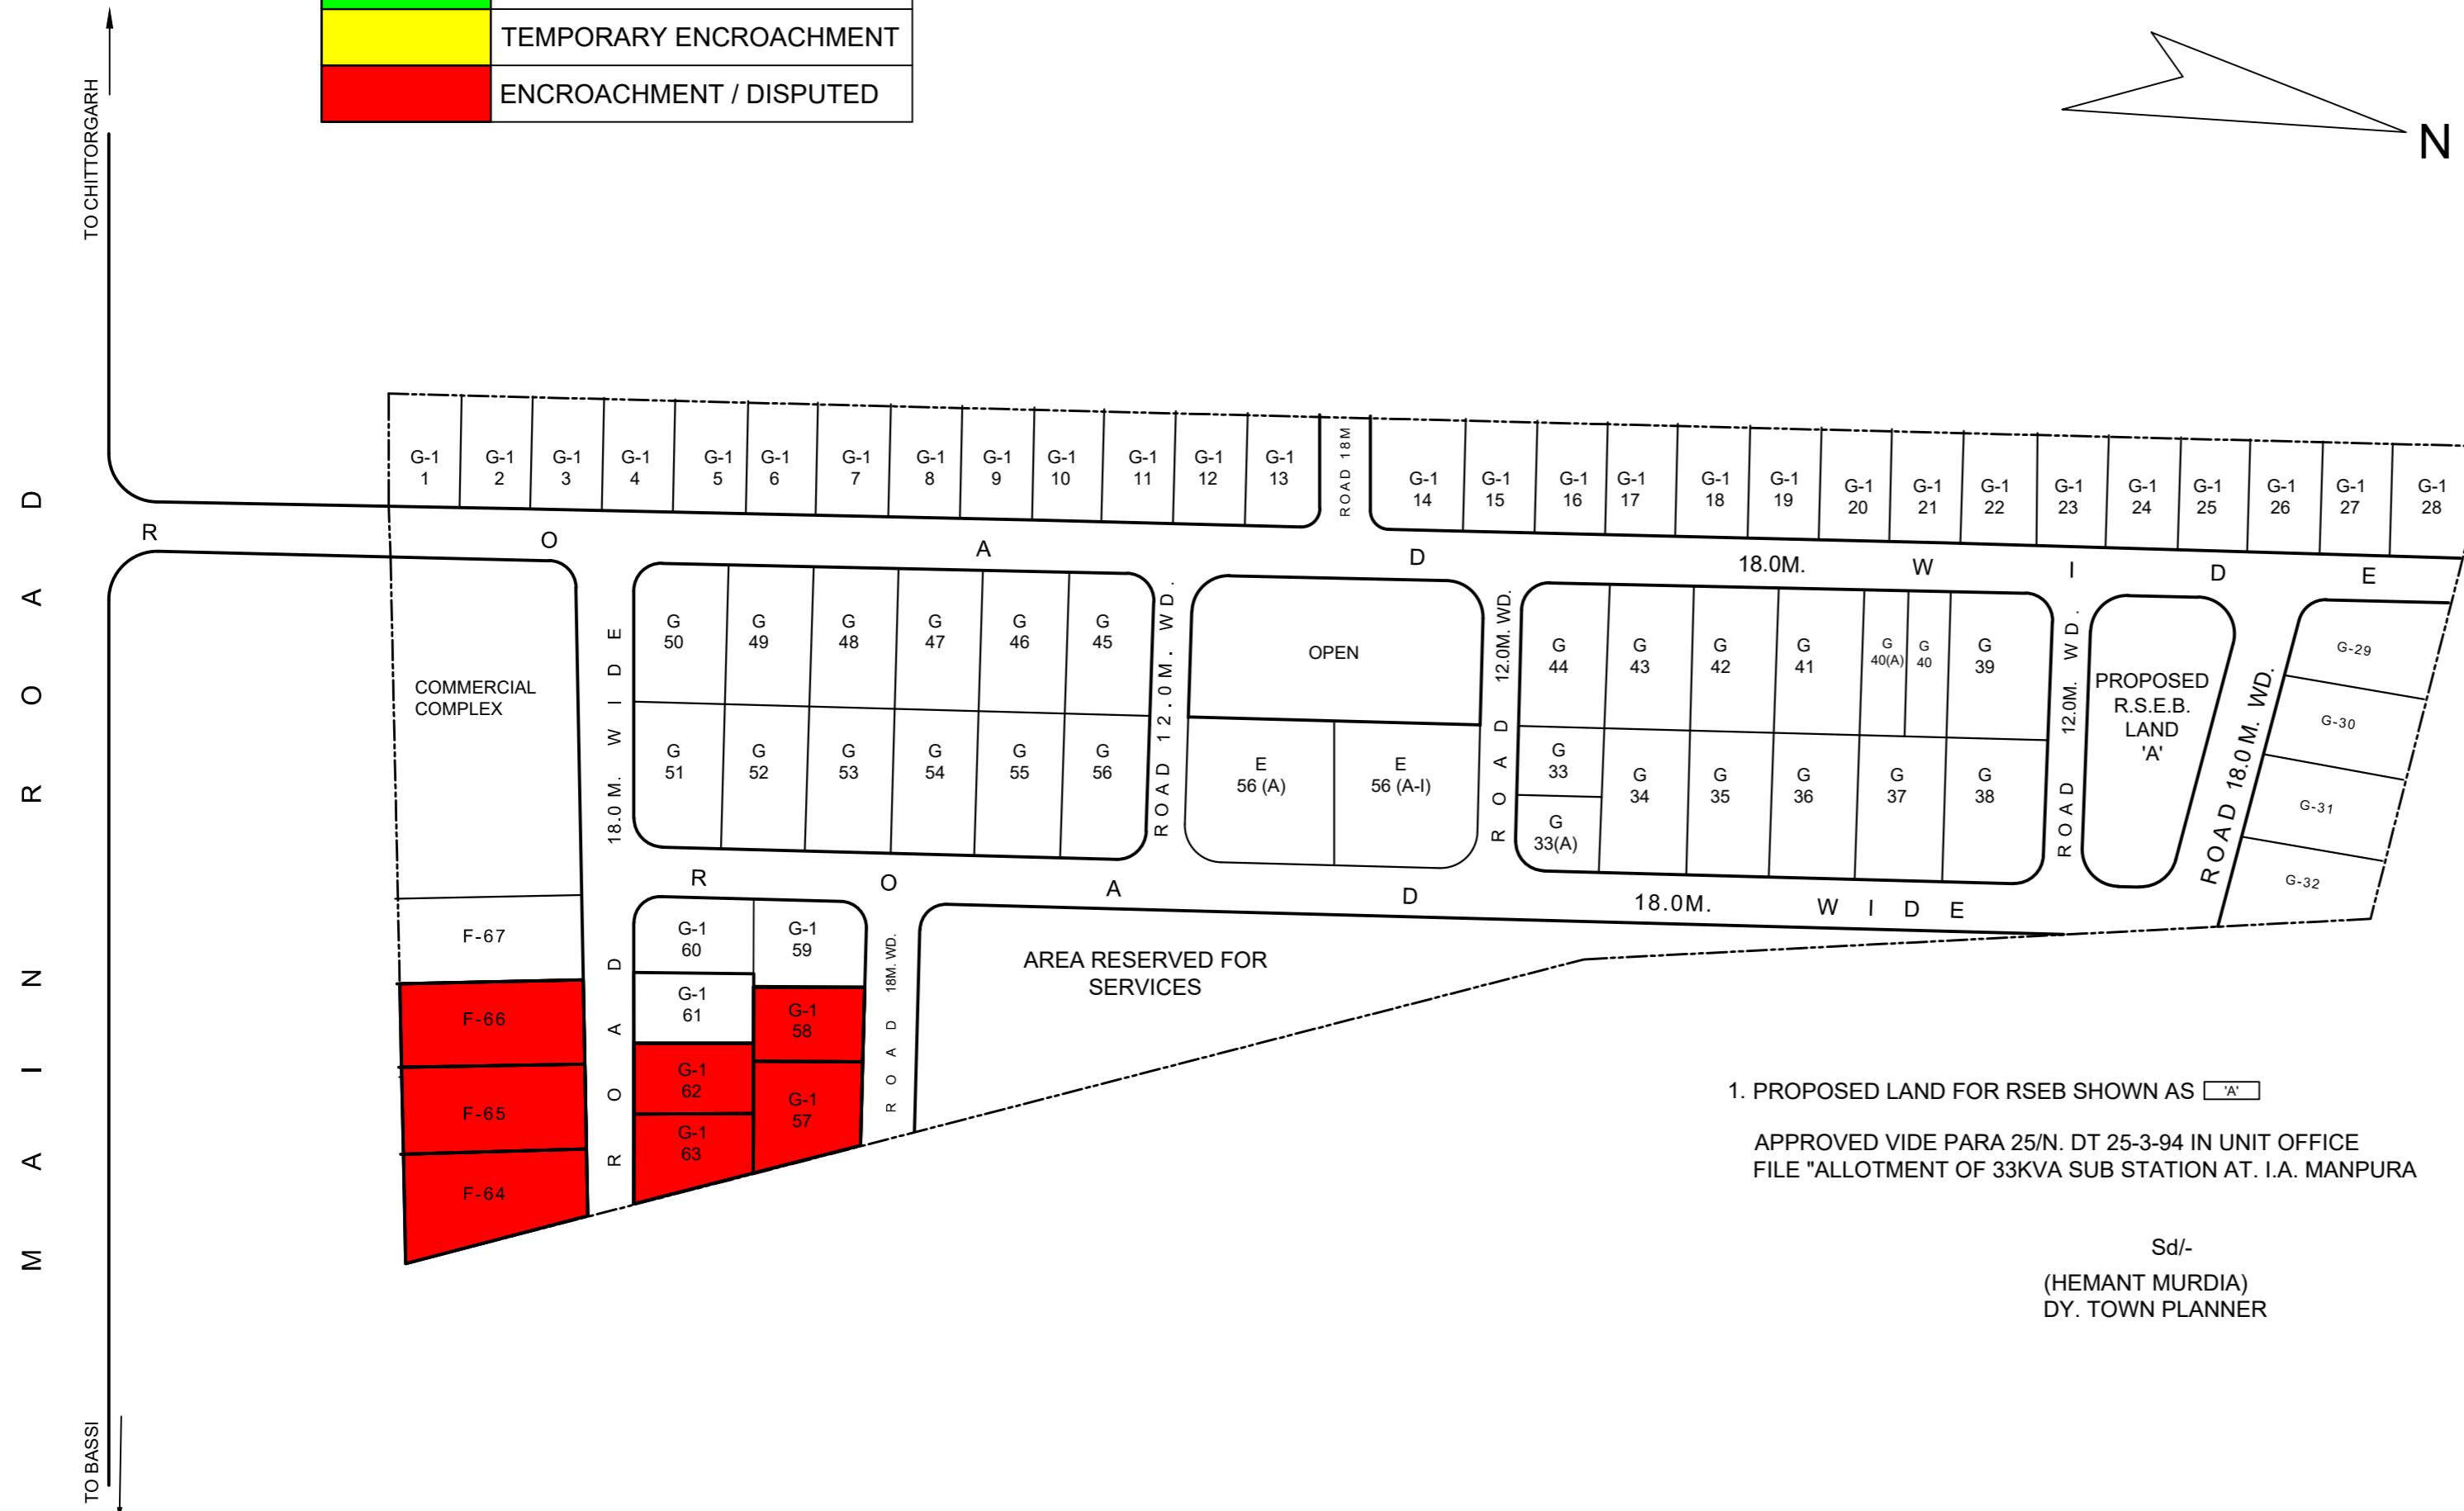 TEMPORARY ENCROACHMENT
ENCROACHMENT / DISPUTED
N
TO CHITTORGARH
MAIN ROAD
TO BASSI
G-1
1
G-1
2
G-1
3
G-1
4
G-1
5
G-1
6
G-1
7
G-1
8
G-1
9
G-1
10
G-1
11
G-1
12
G-1
13
ROAD 18M
G-1
14
G-1
15
G-1
16
G-1
17
G-1
18
G-1
19
G-1
20
G-1
21
G-1
22
G-1
23
G-1
24
G-1
25
G-1
26
G-1
27
G-1
28
R O A D 18.0M. W I D E
COMMERCIAL
COMPLEX
ROAD 18.0M. WIDE
G
50
G
49
G
48
G
47
G
46
G
45
G
51
G
52
G
53
G
54
G
55
G
56
ROAD 12.0M. WD.
OPEN
E
56 (A)
E
56 (A-I)
ROAD 12.0M. WD.
G
44
G
43
G
42
G
41
G
40(A)
G
40
G
39
G
33
G
33(A)
G
34
G
35
G
36
G
37
G
38
ROAD 12.0M. WD.
PROPOSED
R.S.E.B.
LAND
'A'
ROAD 18.0 M. WD.
G-29
G-30
G-31
G-32
R O A D 18.0M. W I D E
F-67
F-66
F-65
F-64
G-1
60
G-1
59
G-1
61
G-1
58
G-1
62
G-1
57
G-1
63
ROAD 18M. WD.
AREA RESERVED FOR
SERVICES
1. PROPOSED LAND FOR RSEB SHOWN AS 'A'
APPROVED VIDE PARA 25/N. DT 25-3-94 IN UNIT OFFICE
FILE "ALLOTMENT OF 33KVA SUB STATION AT. I.A. MANPURA
Sd/-
(HEMANT MURDIA)
DY. TOWN PLANNER